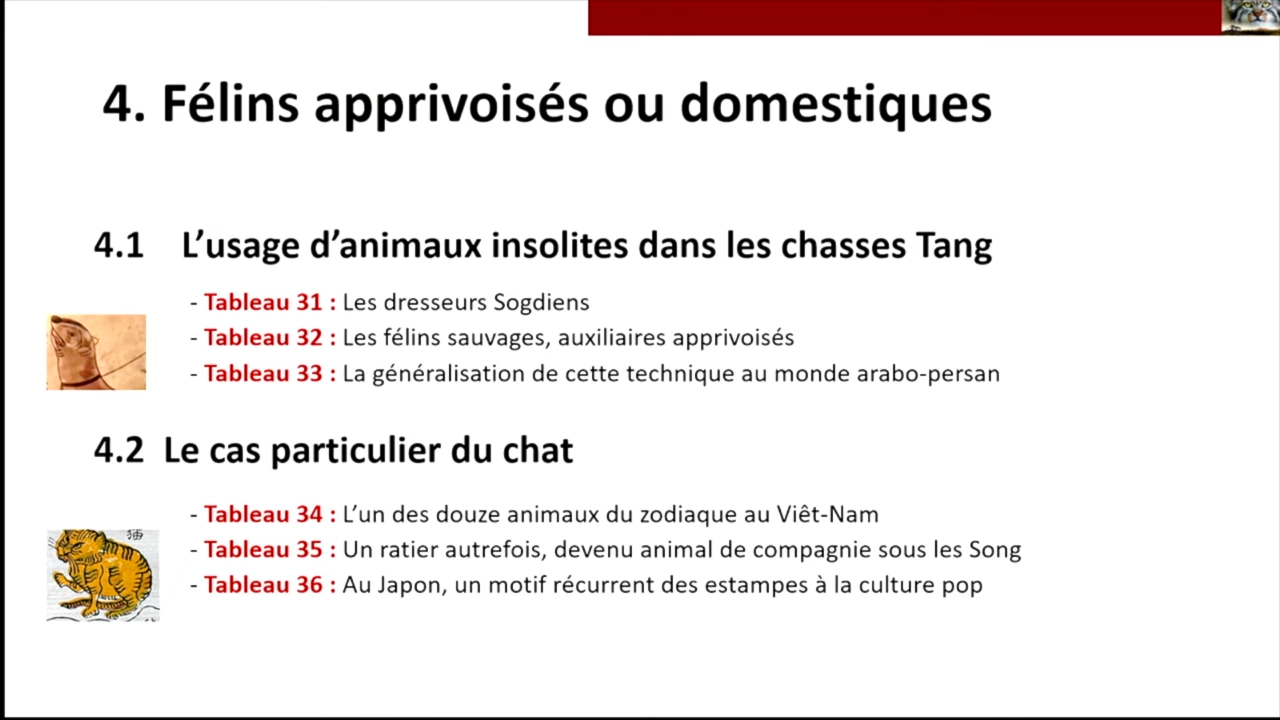 4. Félins apprivoisés ou domestiques
4.1 L’usage d’animaux insolites dans les chasses Tang
- Tableau 31 : Les dresseurs Sogdiens
- Tableau 32 : Les félins sauvages, auxiliaires apprivoisés
- Tableau 33 : La généralisation de cette technique au monde arabo-persan
4.2 Le cas particulier du chat
- Tableau 34 : L’un des douze animaux du zodiaque au Viêt-Nam
- Tableau 35 : Un ratier autrefois, devenu animal de compagnie sous les Song
- Tableau 36 : Au Japon, un motif récurrent des estampes à la culture pop
猫